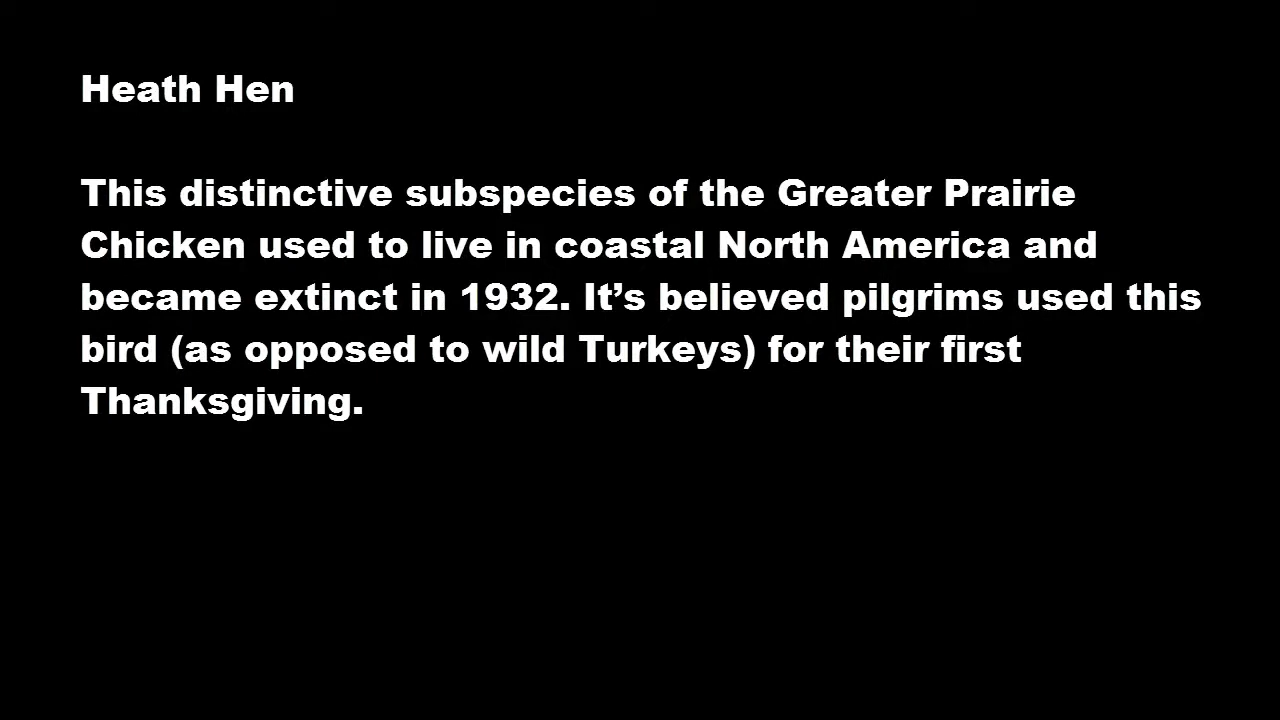 Heath Hen
This distinctive subspecies of the Greater Prairie
Chicken used to live in coastal North America and
became extinct in 1932. It’s believed pilgrims used this
bird (as opposed to wild Turkeys) for their first
Thanksgiving.